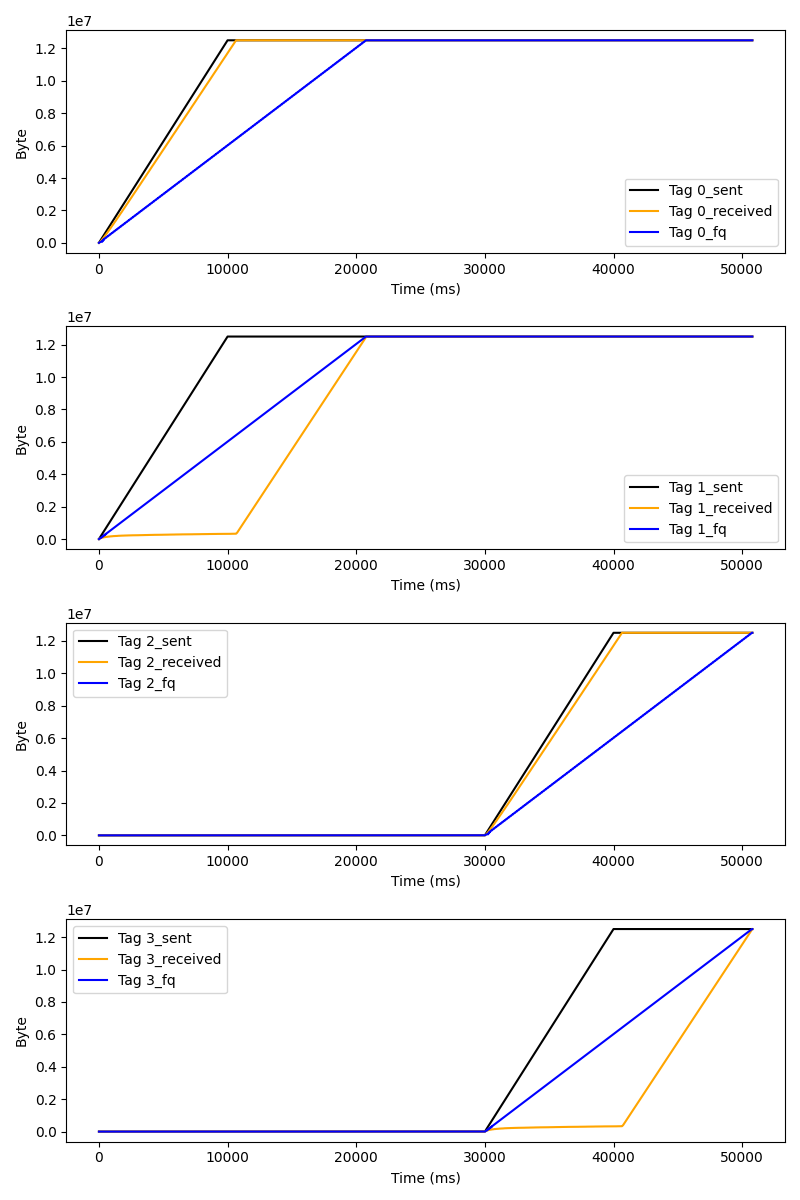 1e7
1.2
1.0
0.8
0.6
0.4
0.2
0.0
Byte
Tag 0_sent
Tag 0_received
Tag 0_fq
0 10000 20000 30000 40000 50000
Time (ms)
1e7
1.2
1.0
0.8
0.6
0.4
0.2
0.0
Byte
Tag 1_sent
Tag 1_received
Tag 1_fq
0 10000 20000 30000 40000 50000
Time (ms)
1e7
Tag 2_sent
Tag 2_received
Tag 2_fq
1.2
1.0
0.8
0.6
0.4
0.2
0.0
Byte
0 10000 20000 30000 40000 50000
Time (ms)
1e7
Tag 3_sent
Tag 3_received
Tag 3_fq
1.2
1.0
0.8
0.6
0.4
0.2
0.0
Byte
0 10000 20000 30000 40000 50000
Time (ms)